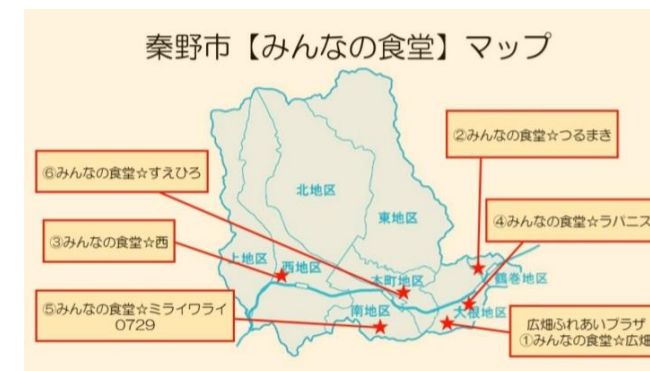 秦野市【みんなの食堂】マップ
②みんなの食堂☆つるまき
⑥みんなの食堂☆すえひろ
北地区
東地区
④みんなの食堂☆ラパニス
③みんなの食堂☆西
上地区
西地区
本町地区
鶴巻地区
⑤みんなの食堂☆ミライワライ
0729
南地区
大根地区
広畑ふれあいプラザ
①みんなの食堂☆広畑